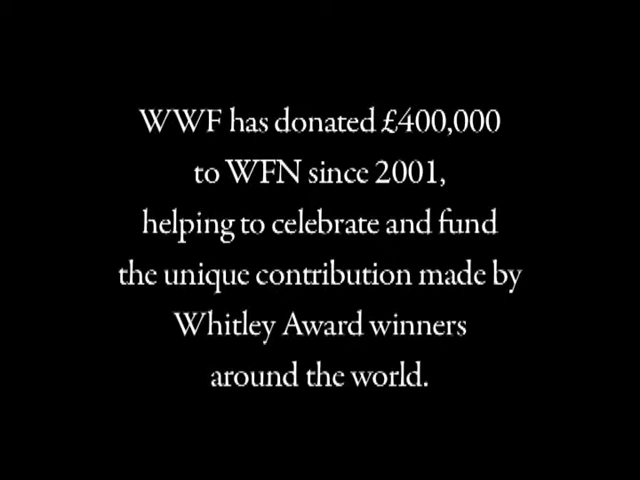 WWF has donated £400,000
to WFN since 2001,
helping to celebrate and fund
the unique contribution made by
Whitley Award winners
around the world.